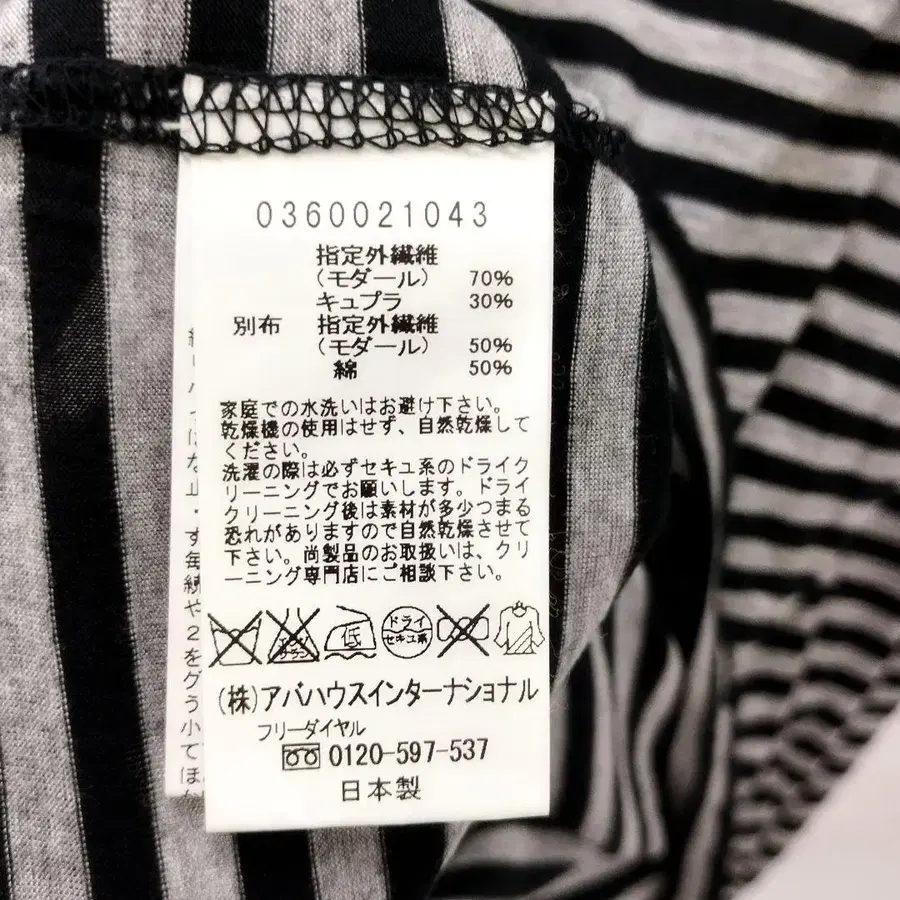 0360021043
指定外繊維
(モダール) 70%
キュプラ 30%
別布 指定外繊維
(モダール) 50%
綿 50%
家庭での水洗いはお避け下さい。
乾燥機の使用はせず、自然乾燥して
ください。
洗濯の際は必ずセキユ系のドライク
リーニングでお願いします。ドライ
クリーニング後は素材が多少つまる
恐れがありますので自然乾燥させて
下さい。尚製品のお取扱いは、クリ
ーニング専門店にご相談下さい。
低
ドライ
セキユ系
(株)アバハウスインターナショナル
フリーダイヤル
0120-597-537
日本製